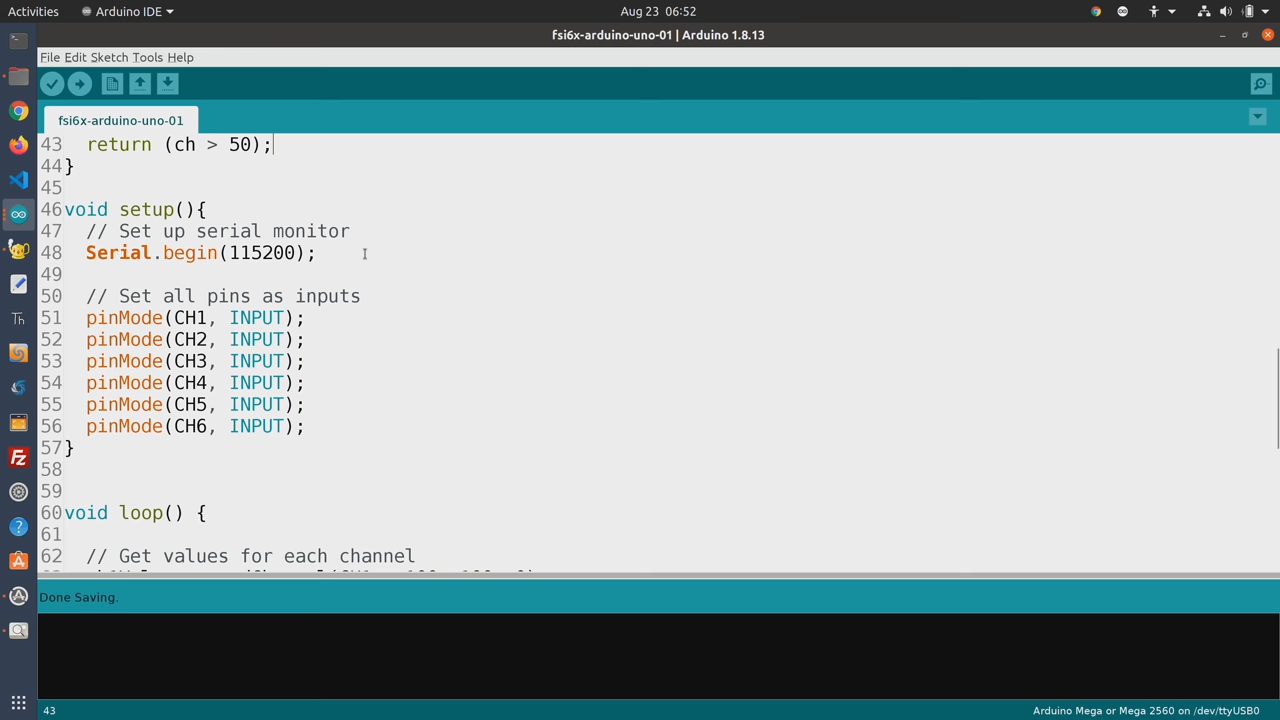 Activities
Arduino IDE
Aug 23 06:52
fsi6x-arduino-uno-01 | Arduino 1.8.13
File Edit Sketch Tools Help
fsi6x-arduino-uno-01
43 return (ch > 50);
44 }
45
46 void setup(){
47 // Set up serial monitor
48 Serial.begin(115200);
49
50 // Set all pins as inputs
51 pinMode(CH1, INPUT);
52 pinMode(CH2, INPUT);
53 pinMode(CH3, INPUT);
54 pinMode(CH4, INPUT);
55 pinMode(CH5, INPUT);
56 pinMode(CH6, INPUT);
57 }
58
59
60 void loop() {
61
62 // Get values for each channel
Done Saving.
Th
FZ
43
Arduino Mega or Mega 2560 on /dev/ttyUSB0